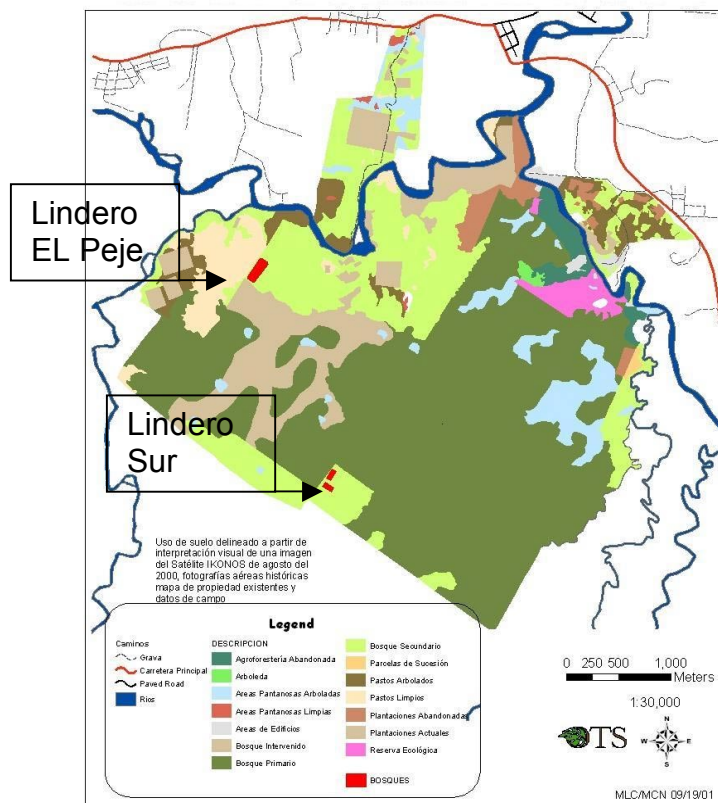 Lindero
EL Peje
Lindero
Sur
Uso de suelo delineado a partir de
interpretación visual de una imagen
del Satélite IKONOS de agosto del
2000, fotografías aéreas históricas
mapa de propiedad existentes y
datos de campo
Legend
Caminos
Grava
Carretera Principal
Paved Road
Rios
DESCRIPCION
Agroforestería Abandonada
Arboleda
Areas Pantanosas Arboladas
Areas Pantanosas Limpias
Areas de Edificios
Bosque Intervenido
Bosque Primario
Bosque Secundario
Parcelas de Sucesión
Pastos Arbolados
Pastos Limpios
Plantaciones Abandonadas
Plantaciones Actuales
Reserva Ecológica
BOSQUES
0 250 500 1,000
Meters
1:30,000
OTS
N
W E
S
MLC/MCN 09/19/01